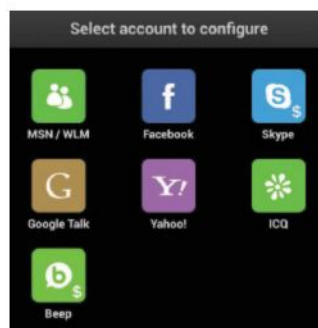 Select account to configure
f
S
$
MSN / WLM
Facebook
Skype
G
Y!
Google Talk
Yahoo!
ICQ
b
$
Beep